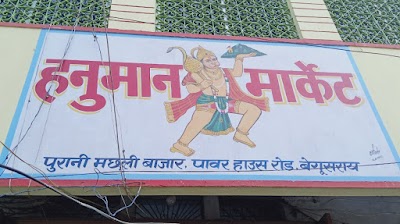 हनुमान मार्केट
पुरानी मछली बाजार, पावर हाउस रोड, बेगूसराय